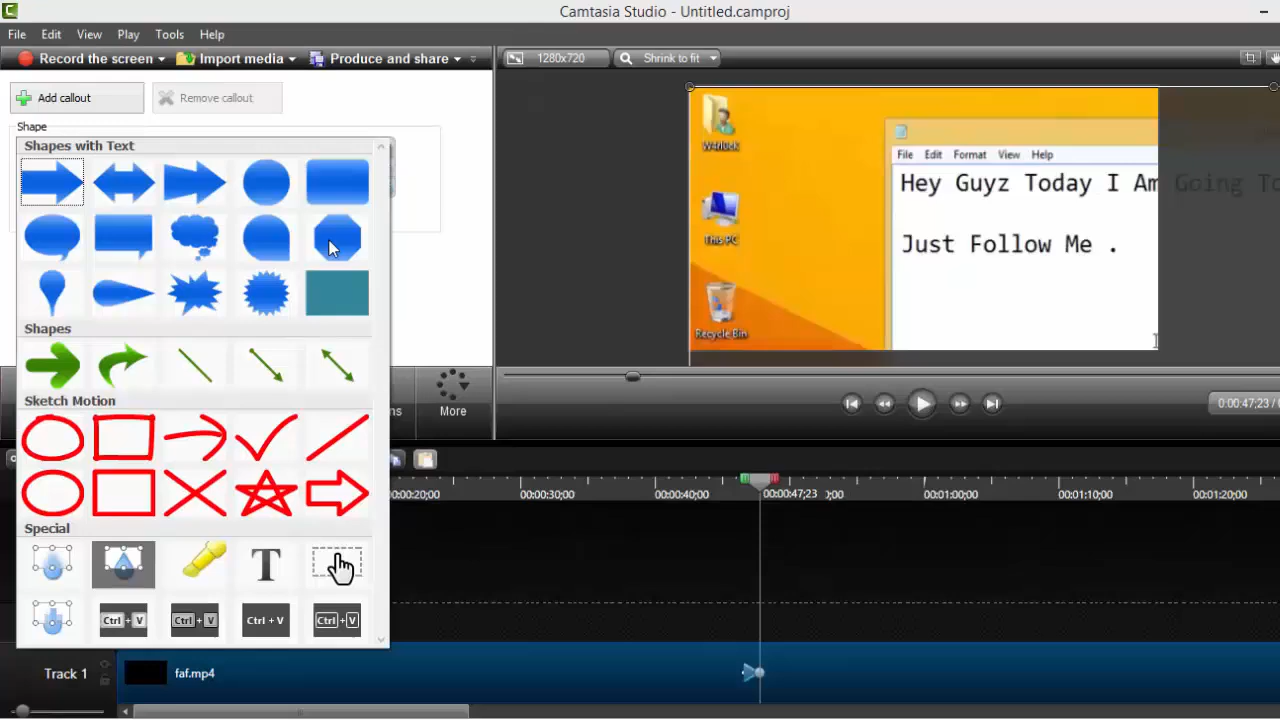 Camtasia Studio - Untitled.camproj
File Edit View Play Tools Help
Record the screen Import media Produce and share
1280x720 Shrink to fit
Add callout Remove callout
Shape
Shapes with Text
Shapes
Sketch Motion
Special
T
Ctrl + V Ctrl + V Ctrl + V Ctrl + V
This PC
Recycle Bin
File Edit Format View Help
Hey Guyz Today I Am Going To
Just Follow Me .
More
0:00:47;23 /
00:00:20;00 00:00:30;00 00:00:40;00 00:00:47;23 ;00 00:01:00;00 00:01:10;00 00:01:20;00
Track 1 faf.mp4